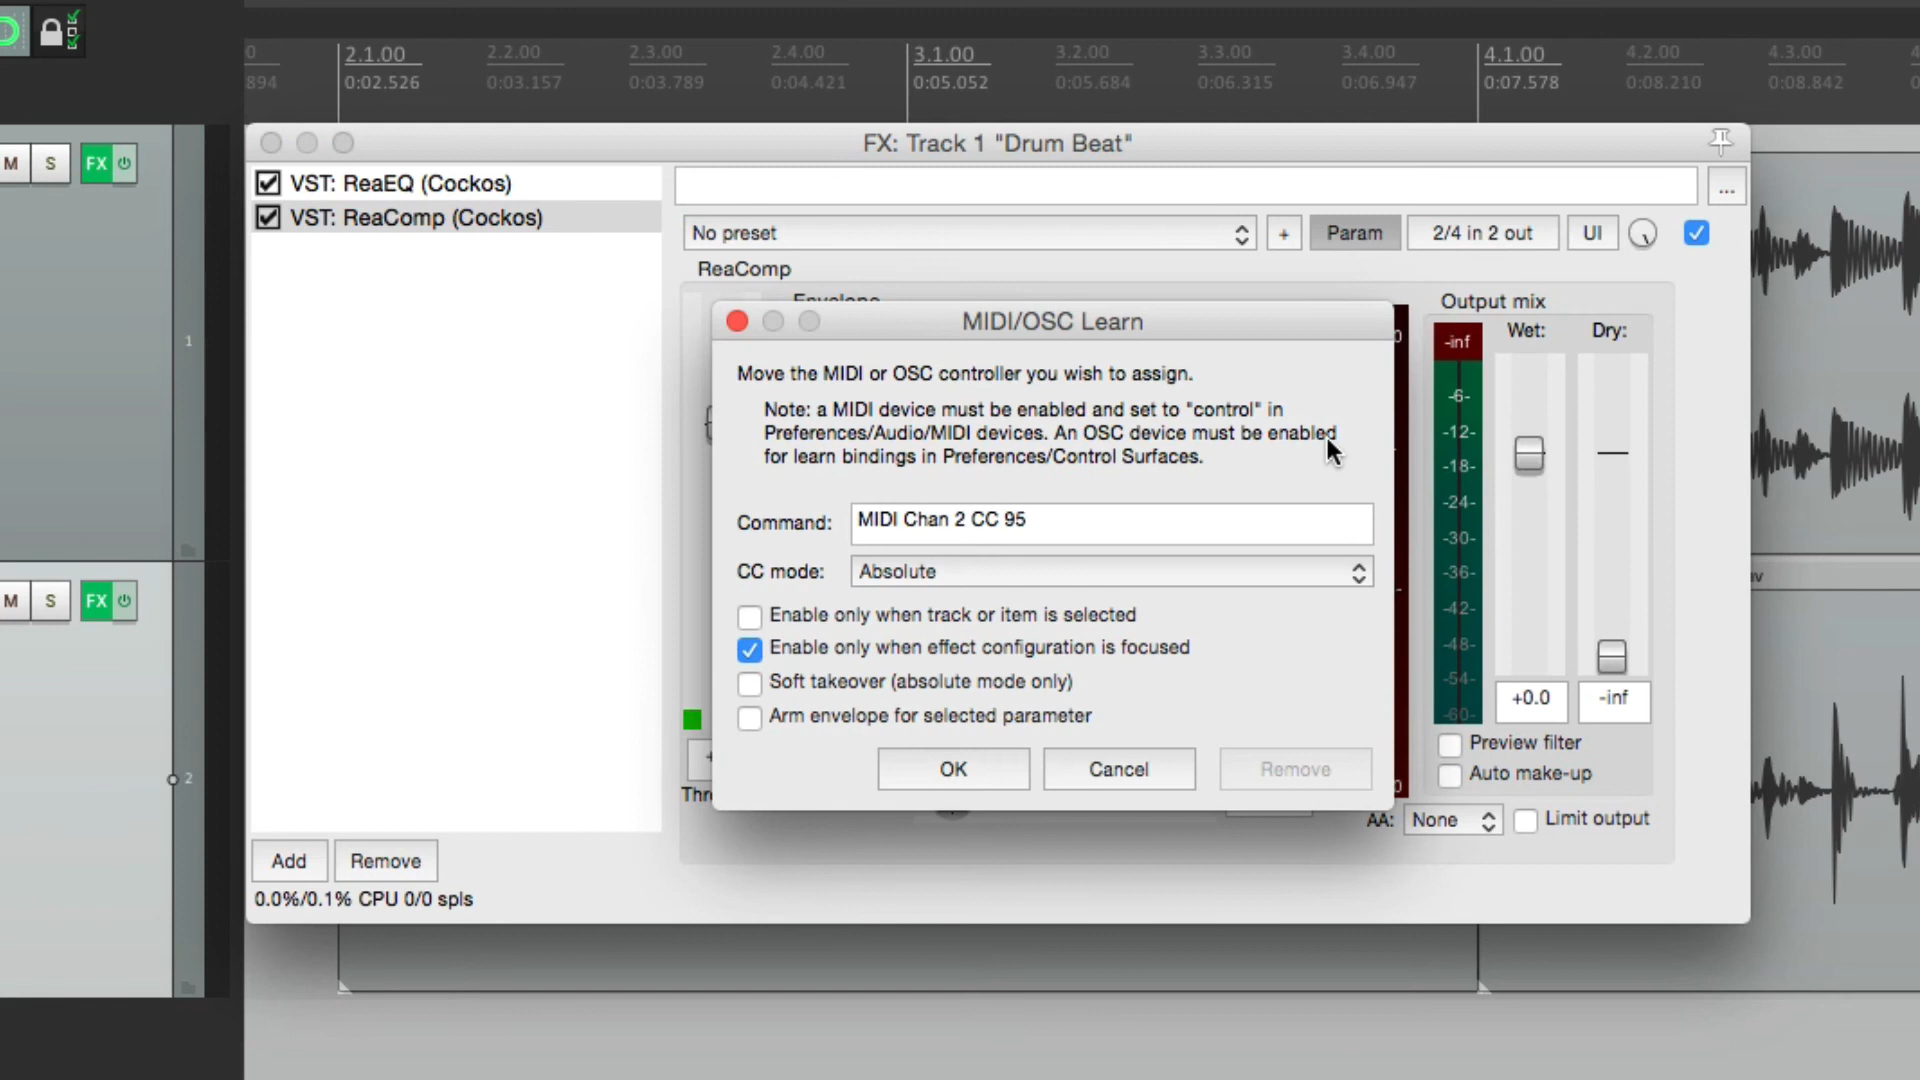 0 2.1.00 2.2.00 2.3.00 2.4.00 3.1.00 3.2.00 3.3.00 3.4.00 4.1.00 4.2.00 4.3.00
894 0:02.526 0:03.157 0:03.789 0:04.421 0:05.052 0:05.684 0:06.315 0:06.947 0:07.578 0:08.210 0:08.842
FX: Track 1 "Drum Beat"
M S FX
VST: ReaEQ (Cockos)
...
VST: ReaComp (Cockos)
No preset + Param 2/4 in 2 out UI
ReaComp
Envelope
Output mix
MIDI/OSC Learn
Wet: Dry:
-inf
1
Move the MIDI or OSC controller you wish to assign.
Note: a MIDI device must be enabled and set to "control" in
Preferences/Audio/MIDI devices. An OSC device must be enabled
for learn bindings in Preferences/Control Surfaces.
-6-
-12-
-18-
-24-
-30-
-36-
-42-
-48-
-54-
-60-
Command: MIDI Chan 2 CC 95
CC mode: Absolute
av
M S FX
Enable only when track or item is selected
Enable only when effect configuration is focused
Soft takeover (absolute mode only)
Arm envelope for selected parameter
+0.0 -inf
Preview filter
Auto make-up
OK Cancel Remove
2
Thr
AA: None Limit output
Add Remove
0.0%/0.1% CPU 0/0 spls